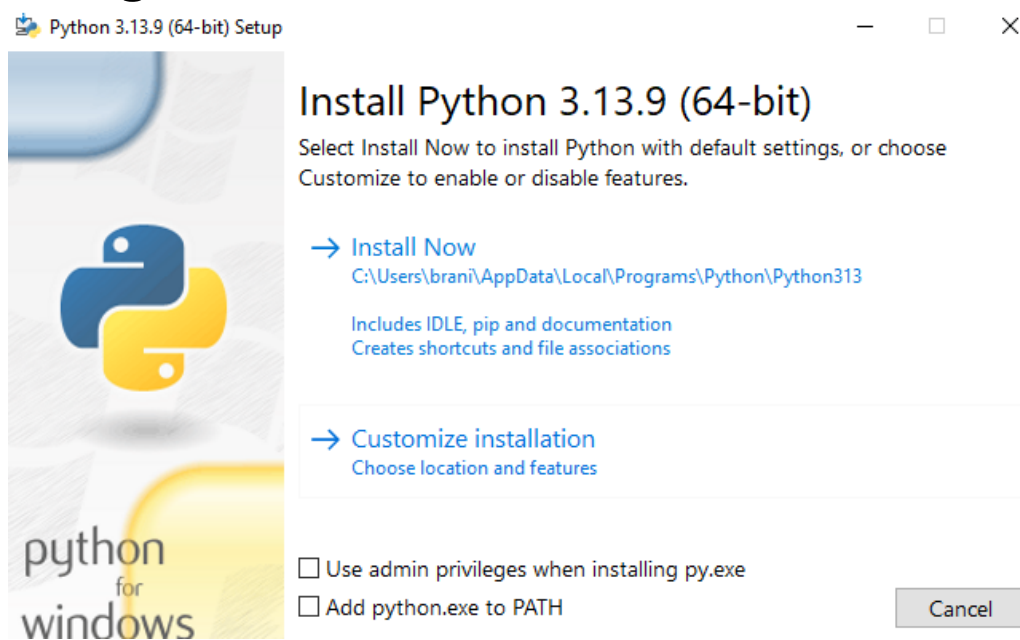 Python 3.13.9 (64-bit) Setup
Install Python 3.13.9 (64-bit)
Select Install Now to install Python with default settings, or choose
Customize to enable or disable features.
Install Now
C:\Users\brani\AppData\Local\Programs\Python\Python313
Includes IDLE, pip and documentation
Creates shortcuts and file associations
Customize installation
Choose location and features
python
for
windows
Use admin privileges when installing py.exe
Add python.exe to PATH
Cancel